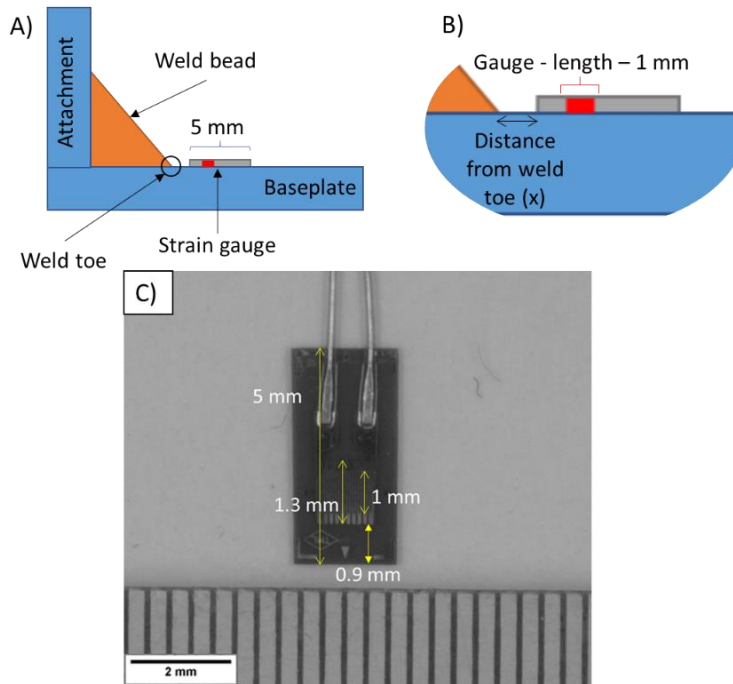 A)
Attachment
Weld bead
5 mm
Baseplate
Strain gauge
Weld toe
B)
Gauge - length – 1 mm
Distance
from weld
toe (x)
C)
5 mm
1.3 mm
1 mm
0.9 mm
2 mm